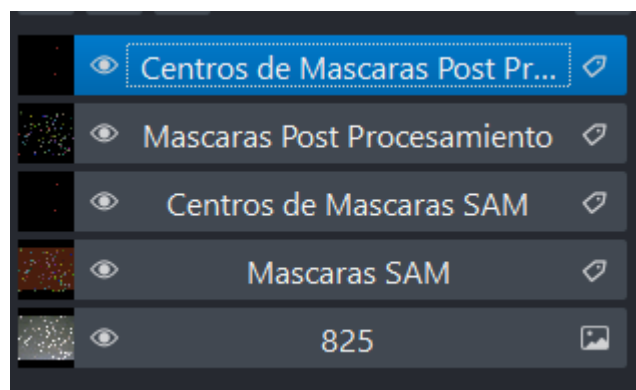 Centros de Mascaras Post Pr...
Mascaras Post Procesamiento
Centros de Mascaras SAM
Mascaras SAM
825